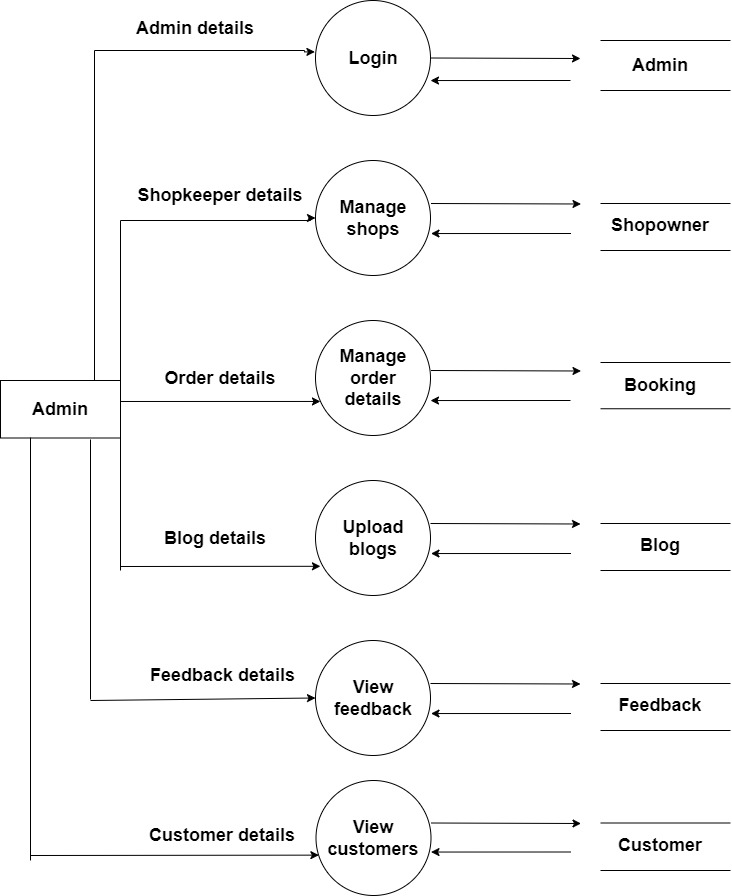 Admin details
Login
Admin
Shopkeeper details
Manage
shops
Shopowner
Order details
Manage
order
details
Booking
Admin
Blog details
Upload
blogs
Blog
Feedback details
View
feedback
Feedback
Customer details
View
customers
Customer